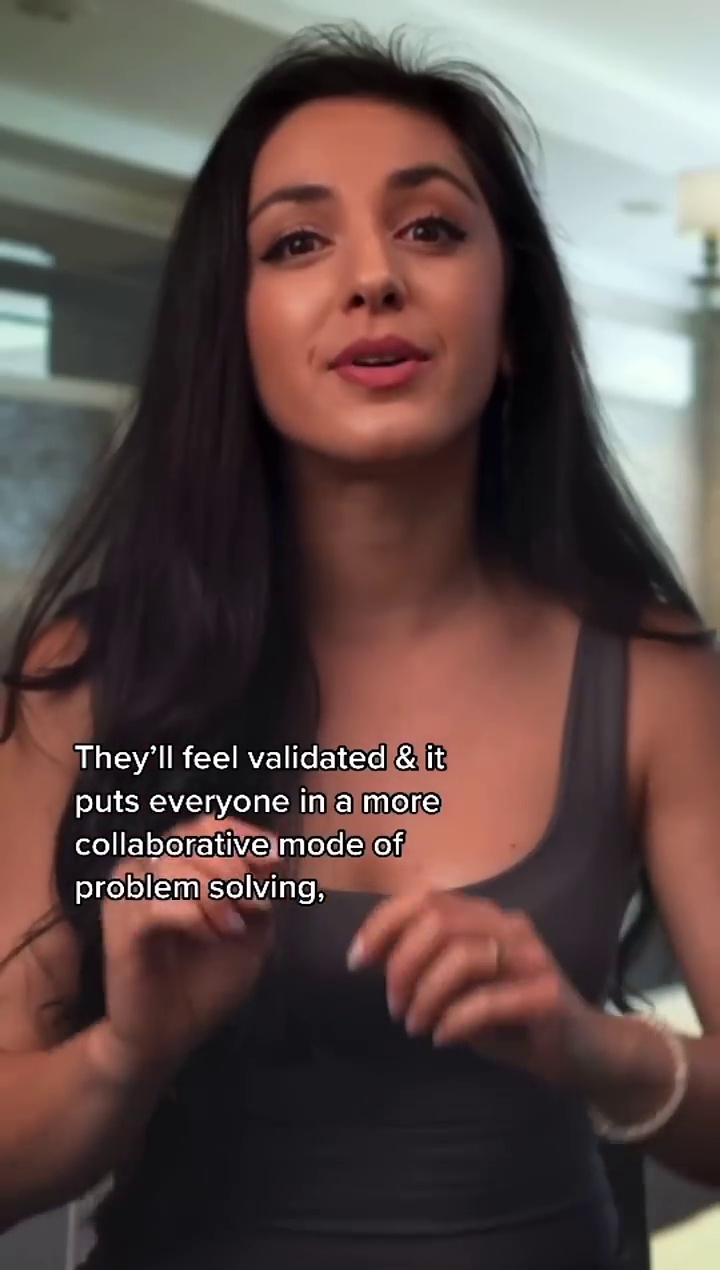 They’ll feel validated & it
puts everyone in a more
collaborative mode of
problem solving,